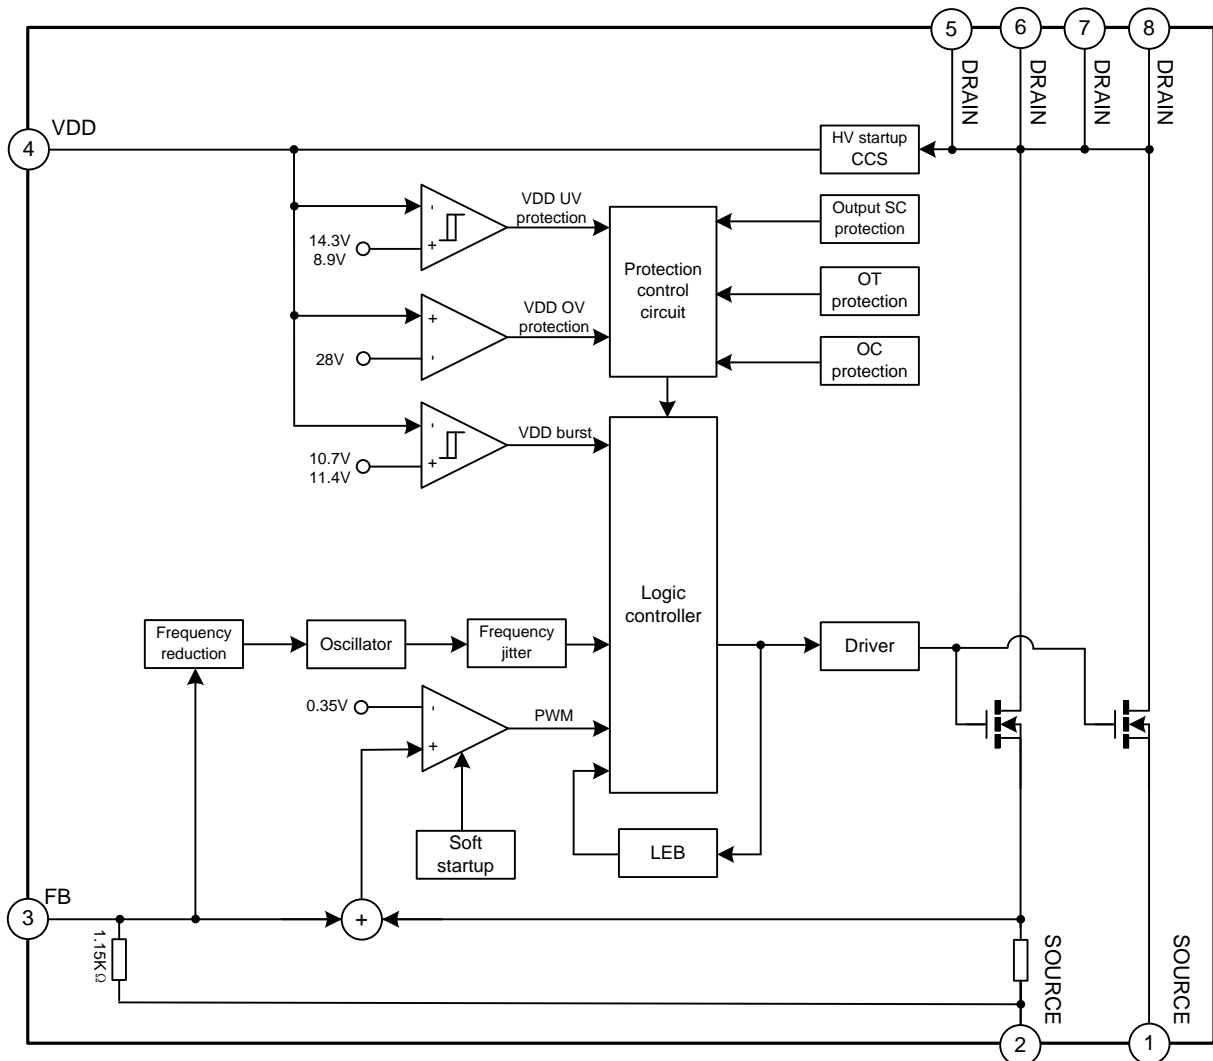 5
6
7
8
DRAIN
DRAIN
DRAIN
DRAIN
4
VDD
HV startup
CCS
VDD UV
protection
-
+
14.3V
8.9V
Protection
control
circuit
Output SC
protection
OT
protection
OC
protection
VDD OV
protection
+
-
28V
VDD burst
-
+
10.7V
11.4V
Logic
controller
Frequency
reduction
Oscillator
Frequency
jitter
Driver
0.35V
-
+
PWM
Soft
startup
LEB
3
FB
+
1.15KΩ
SOURCE
SOURCE
2
1